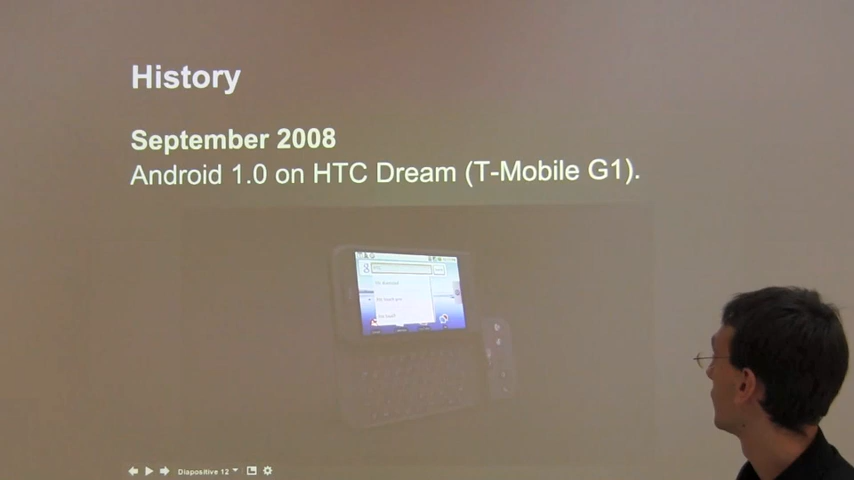 History
September 2008
Android 1.0 on HTC Dream (T-Mobile G1).
Diapositive 12